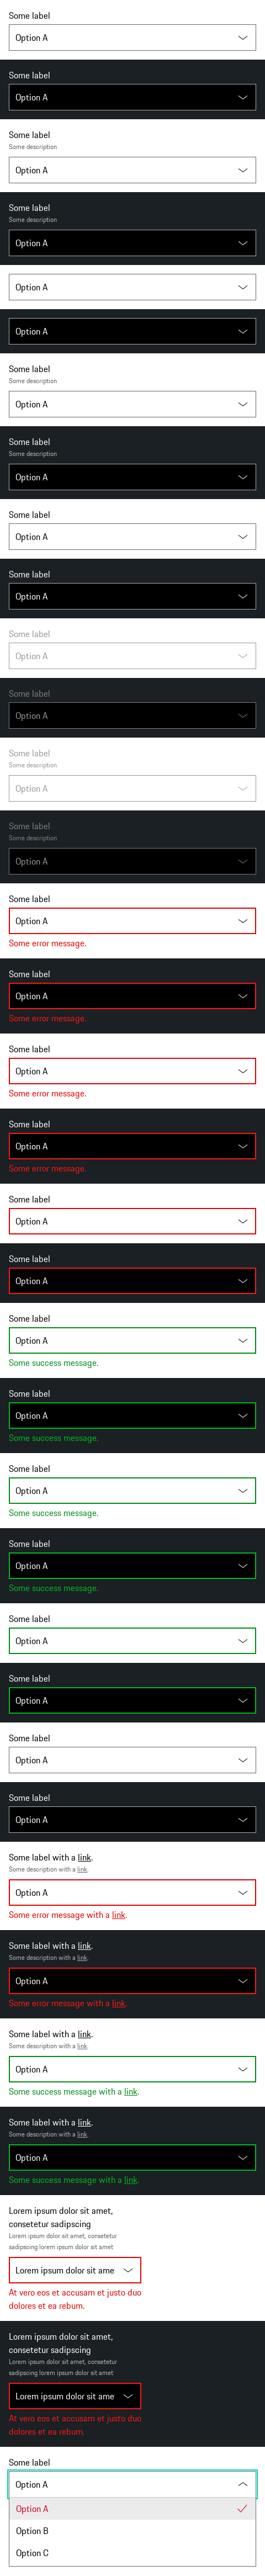 Some label
Option A
Some label
Option A
Some label
Some description
Option A
Some label
Some description
Option A
Option A
Option A
Some label
Some description
Option A
Some label
Some description
Option A
Some label
Option A
Some label
Option A
Some label
Option A
Some label
Option A
Some label
Some description
Option A
Some label
Some description
Option A
Some label
Option A
Some error message.
Some label
Option A
Some error message.
Some label
Option A
Some error message.
Some label
Option A
Some error message.
Some label
Option A
Some label
Option A
Some label
Option A
Some success message.
Some label
Option A
Some success message.
Some label
Option A
Some success message.
Some label
Option A
Some success message.
Some label
Option A
Some label
Option A
Some label
Option A
Some label
Option A
Some label with a link.
Some description with a link.
Option A
Some error message with a link.
Some label with a link.
Some description with a link.
Option A
Some error message with a link.
Some label with a link.
Some description with a link.
Option A
Some success message with a link.
Some label with a link.
Some description with a link.
Option A
Some success message with a link.
Lorem ipsum dolor sit amet,
consetetur sadipscing
Lorem ipsum dolor sit amet, consetetur
sadipscing lorem ipsum dolor sit amet
Lorem ipsum dolor sit ame
At vero eos et accusam et justo duo
dolores et ea rebum.
Lorem ipsum dolor sit amet,
consetetur sadipscing
Lorem ipsum dolor sit amet, consetetur
sadipscing lorem ipsum dolor sit amet
Lorem ipsum dolor sit ame
At vero eos et accusam et justo duo
dolores et ea rebum.
Some label
Option A
Option A
Option B
Option C